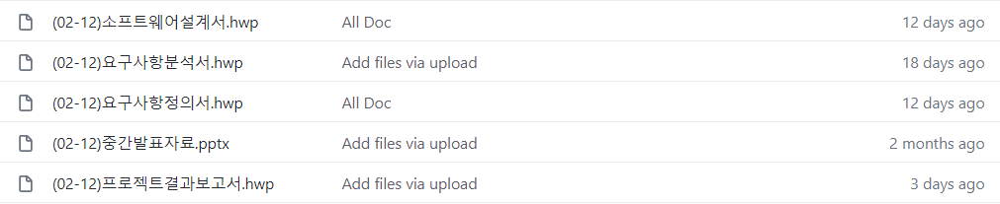 (02-12)소프트웨어설계서.hwp All Doc 12 days ago
(02-12)요구사항분석서.hwp Add files via upload 18 days ago
(02-12)요구사항정의서.hwp All Doc 12 days ago
(02-12)중간발표자료.pptx Add files via upload 2 months ago
(02-12)프로젝트결과보고서.hwp Add files via upload 3 days ago